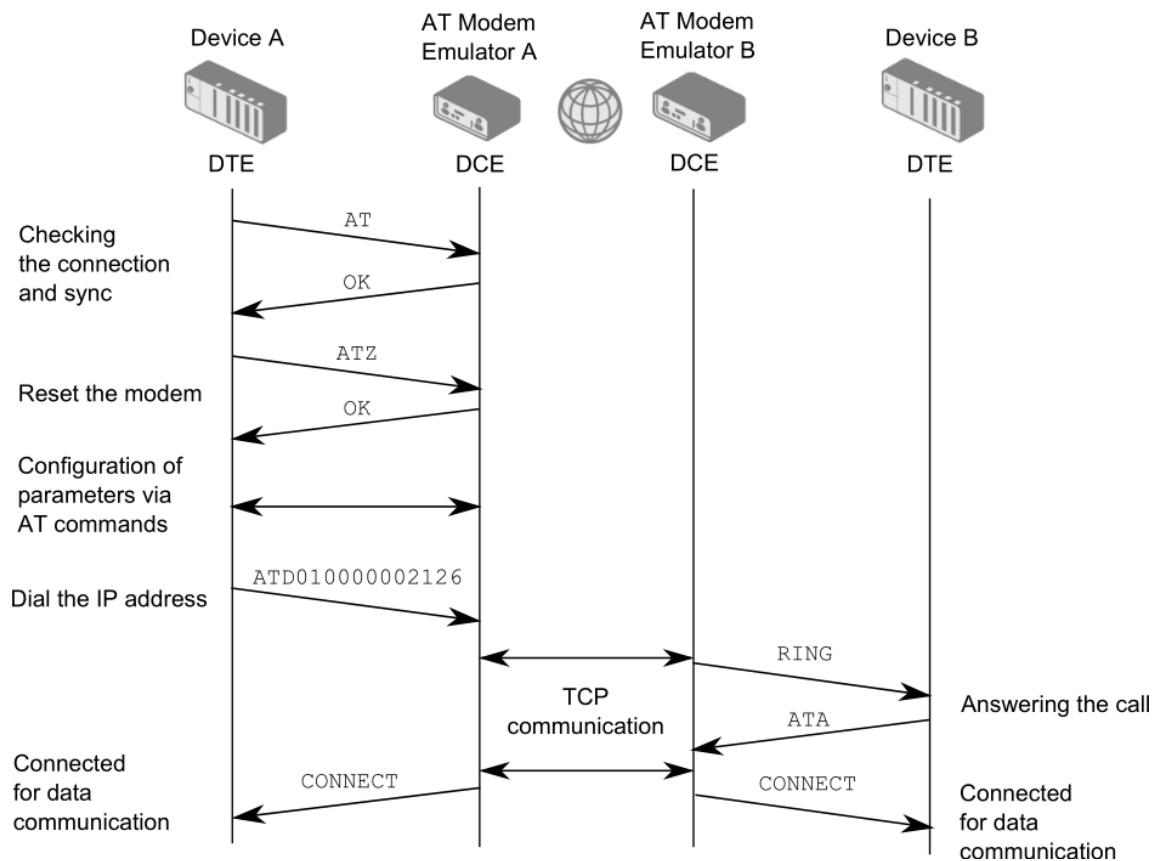 Device A
AT Modem
Emulator A
AT Modem
Emulator B
Device B
DTE
DCE
DCE
DTE
Checking
the connection
and sync
AT
OK
Reset the modem
ATZ
OK
Configuration of
parameters via
AT commands
Dial the IP address
ATD010000002126
RING
TCP
communication
Answering the call
ATA
Connected
for data
communication
CONNECT
CONNECT
Connected
for data
communication